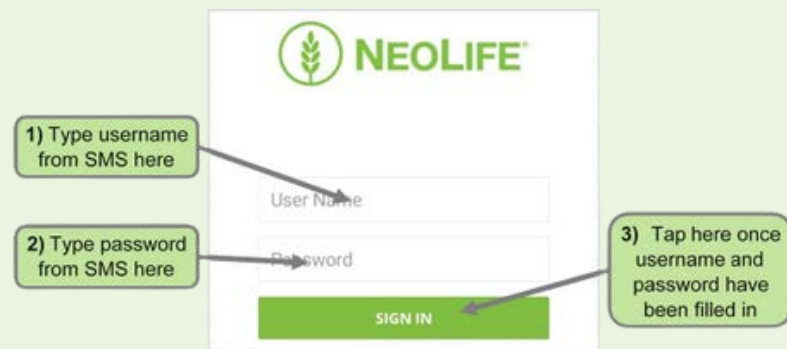 NEOLIFE®
1) Type username
from SMS here
User Name
2) Type password
from SMS here
Password
3) Tap here once
username and
password have
been filled in
SIGN IN